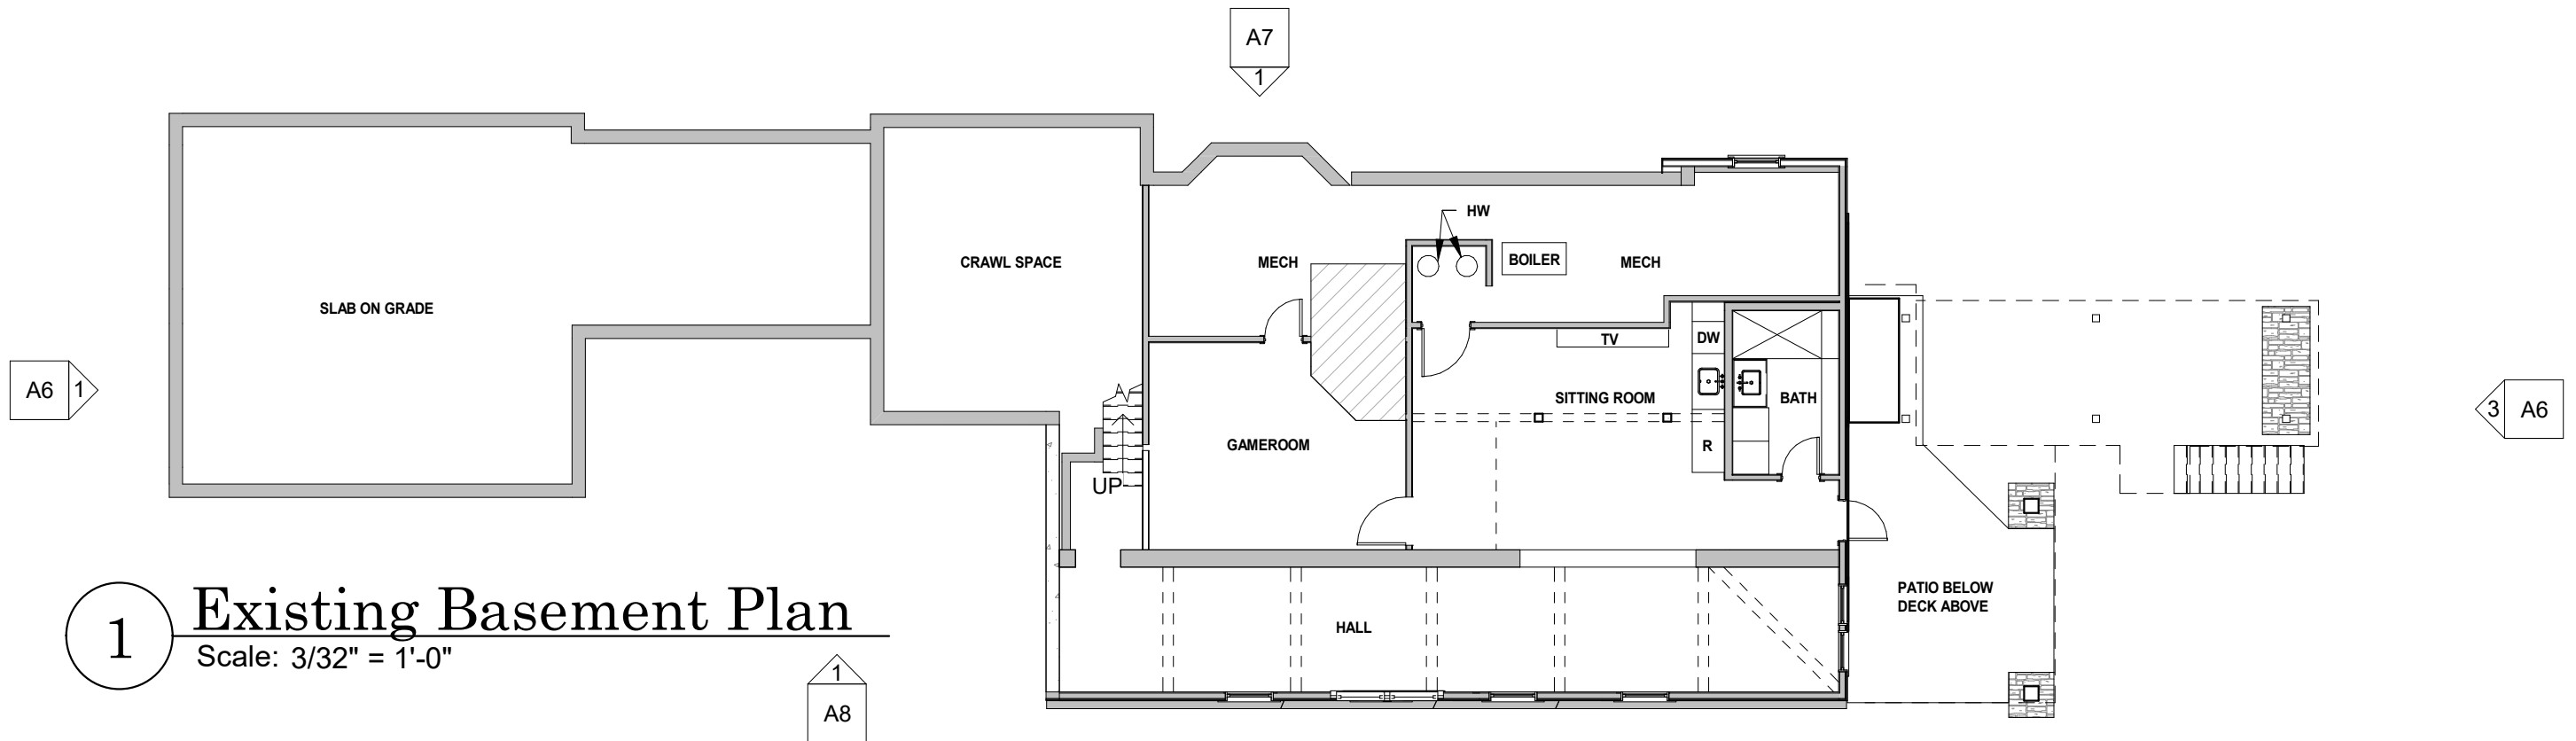 A7
1
HW
CRAWL SPACE
MECH
BOILER
MECH
SLAB ON GRADE
TV
DW
A6
1
SITTING ROOM
BATH
3
A6
GAMEROOM
R
UP
1
Existing Basement Plan
Scale: 3/32" = 1'-0"
PATIO BELOW
DECK ABOVE
HALL
1
A8